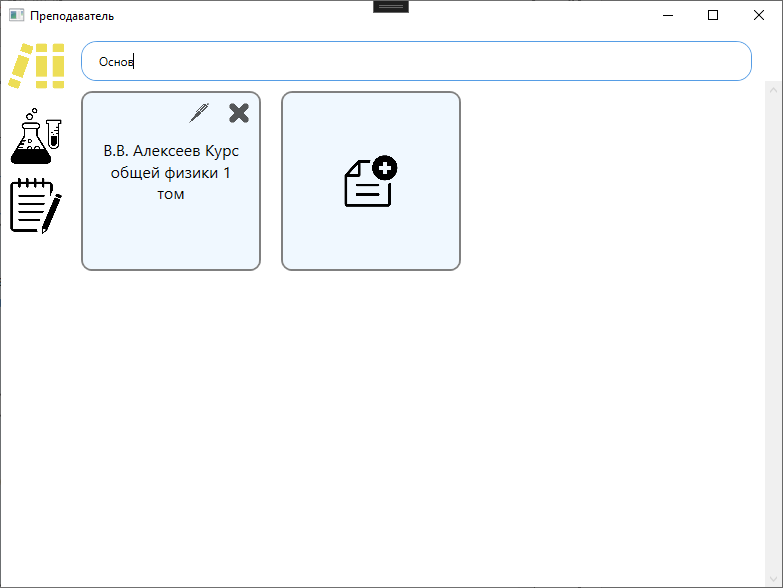 Преподаватель
Основ
В.В. Алексеев Курс
общей физики 1
том